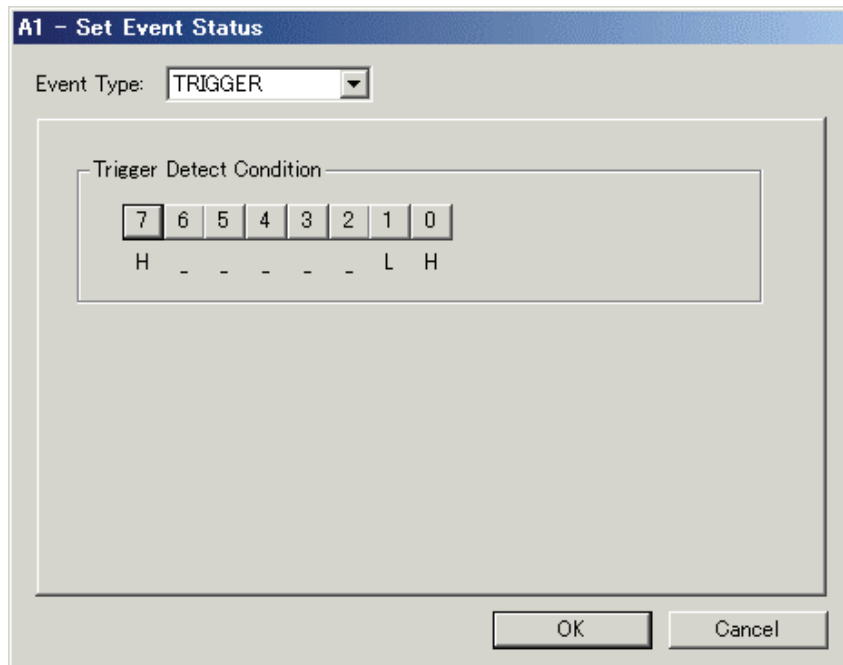 A1 - Set Event Status
Event Type: TRIGGER
Trigger Detect Condition
7 6 5 4 3 2 1 0
H _ _ _ _ _ L H
OK Cancel